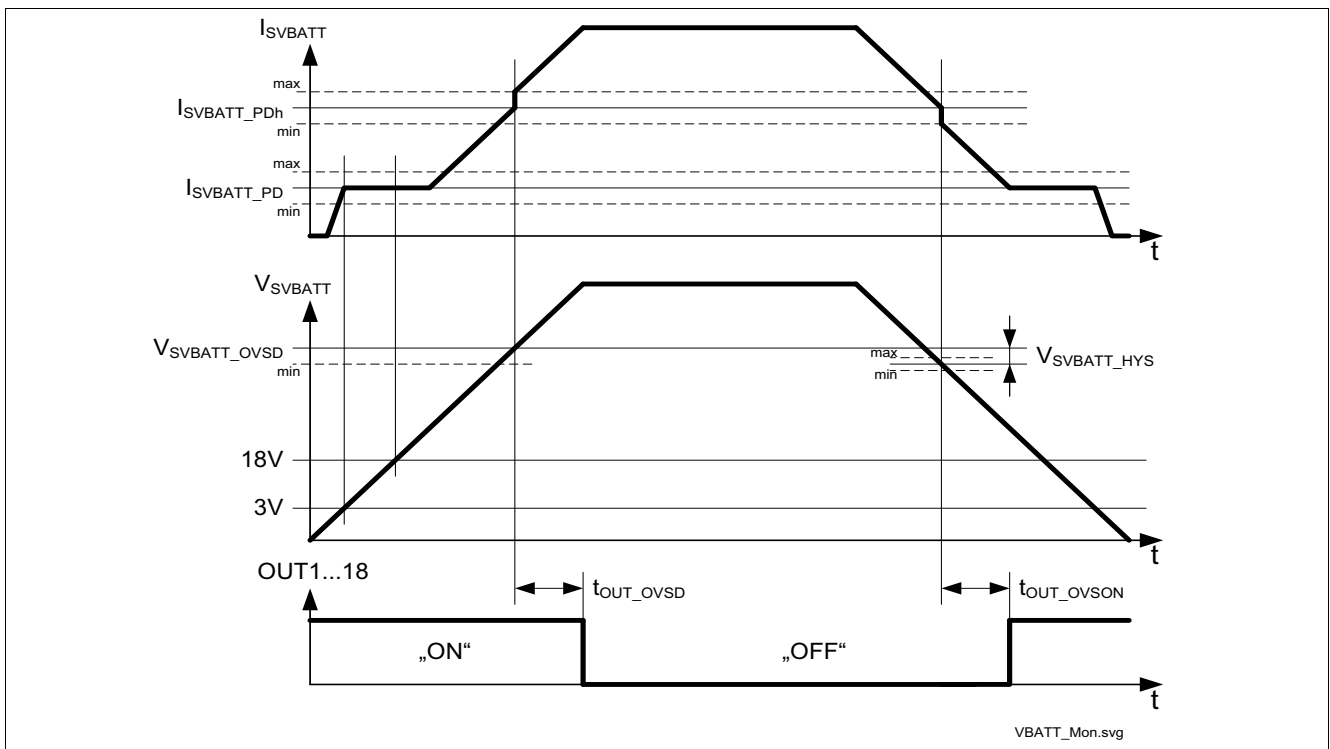 ISVBATT
max
ISVBATT_PDh
min
max
ISVBATT_PD
min
t
VSVBATT
VSVBATT_OVSD
min
max
min
VSVBATT_HYS
18V
3V
t
OUT1...18
tOUT_OVSD
tOUT_OVSON
„ON“
„OFF“
t
VBATT_Mon.svg